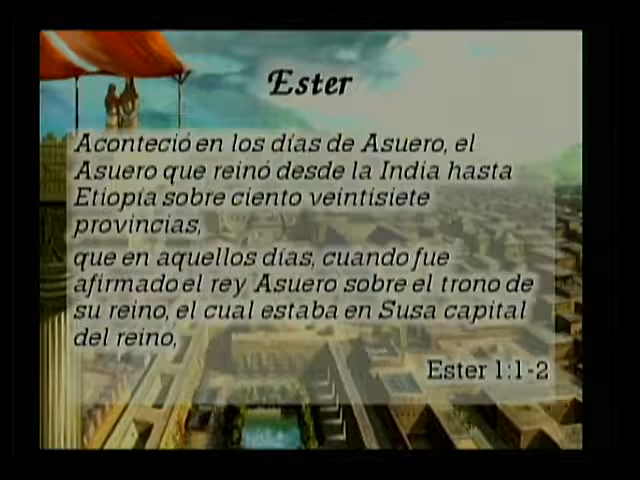 Ester
Aconteció en los días de Asuero, el
Asuero que reinó desde la India hasta
Etiopía sobre ciento veintisiete
provincias,
que en aquellos días, cuando fue
afirmado el rey Asuero sobre el trono de
su reino, el cual estaba en Susa capital
del reino,
Ester 1:1-2